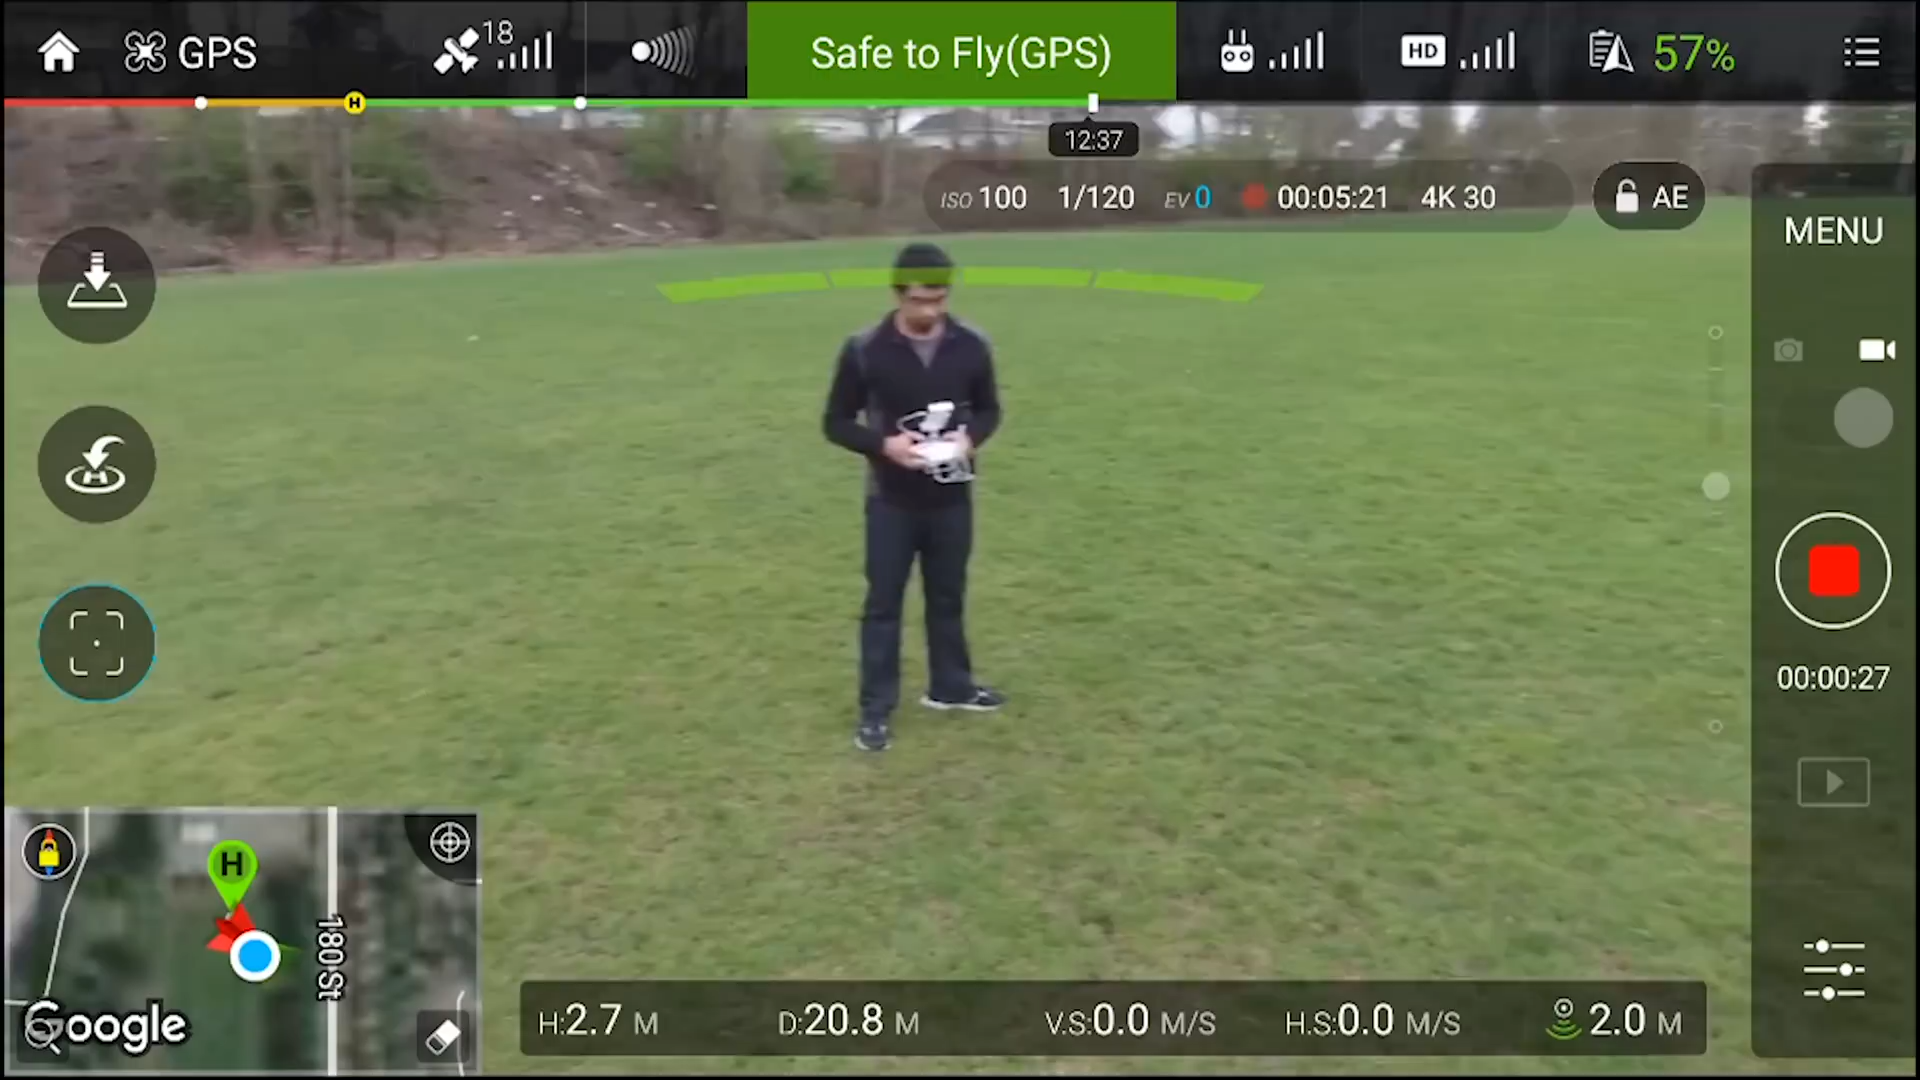 GPS
18
Safe to Fly(GPS)
HD
57%
H
12:37
ISO 100 1/120 EV 0 00:05:21 4K 30
AE
MENU
00:00:27
H
180 St
Google
H:2.7 M D:20.8 M V.S:0.0 M/S H.S:0.0 M/S 2.0 M